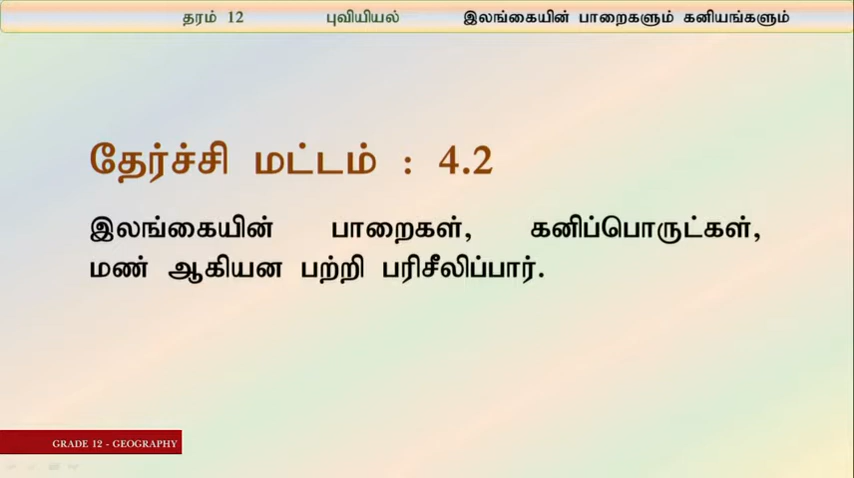 தரம் 12 புவியியல் இலங்கையின் பாறைகளும் கனியங்களும்
தேர்ச்சி மட்டம் : 4.2
இலங்கையின் பாறைகள், கனிப்பொருட்கள்,
மண் ஆகியன பற்றி பரிசீலிப்பார்.
GRADE 12 - GEOGRAPHY